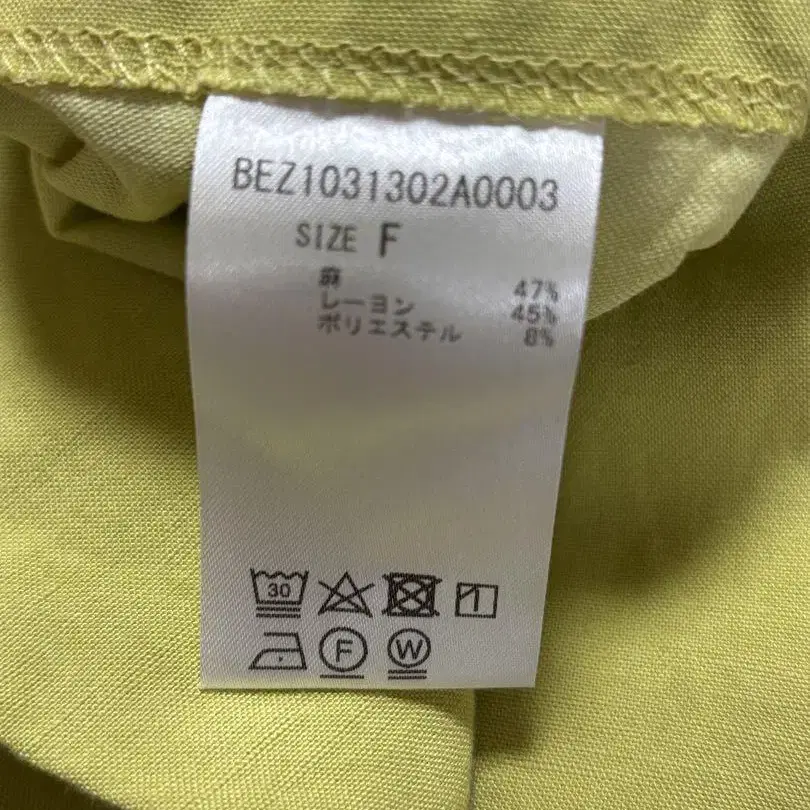 BEZ1031302A0003
SIZE F
麻 47%
レーヨン 45%
ポリエステル 8%
30
F W